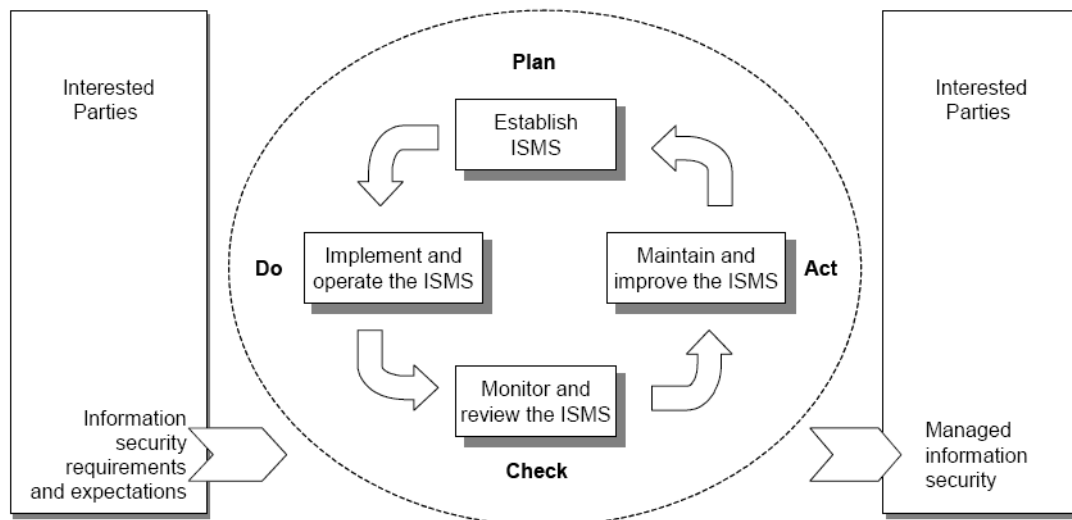 Interested
Parties
Information
security
requirements
and expectations
Plan
Establish
ISMS
Do
Implement and
operate the ISMS
Maintain and
improve the ISMS
Act
Monitor and
review the ISMS
Check
Interested
Parties
Managed
information
security